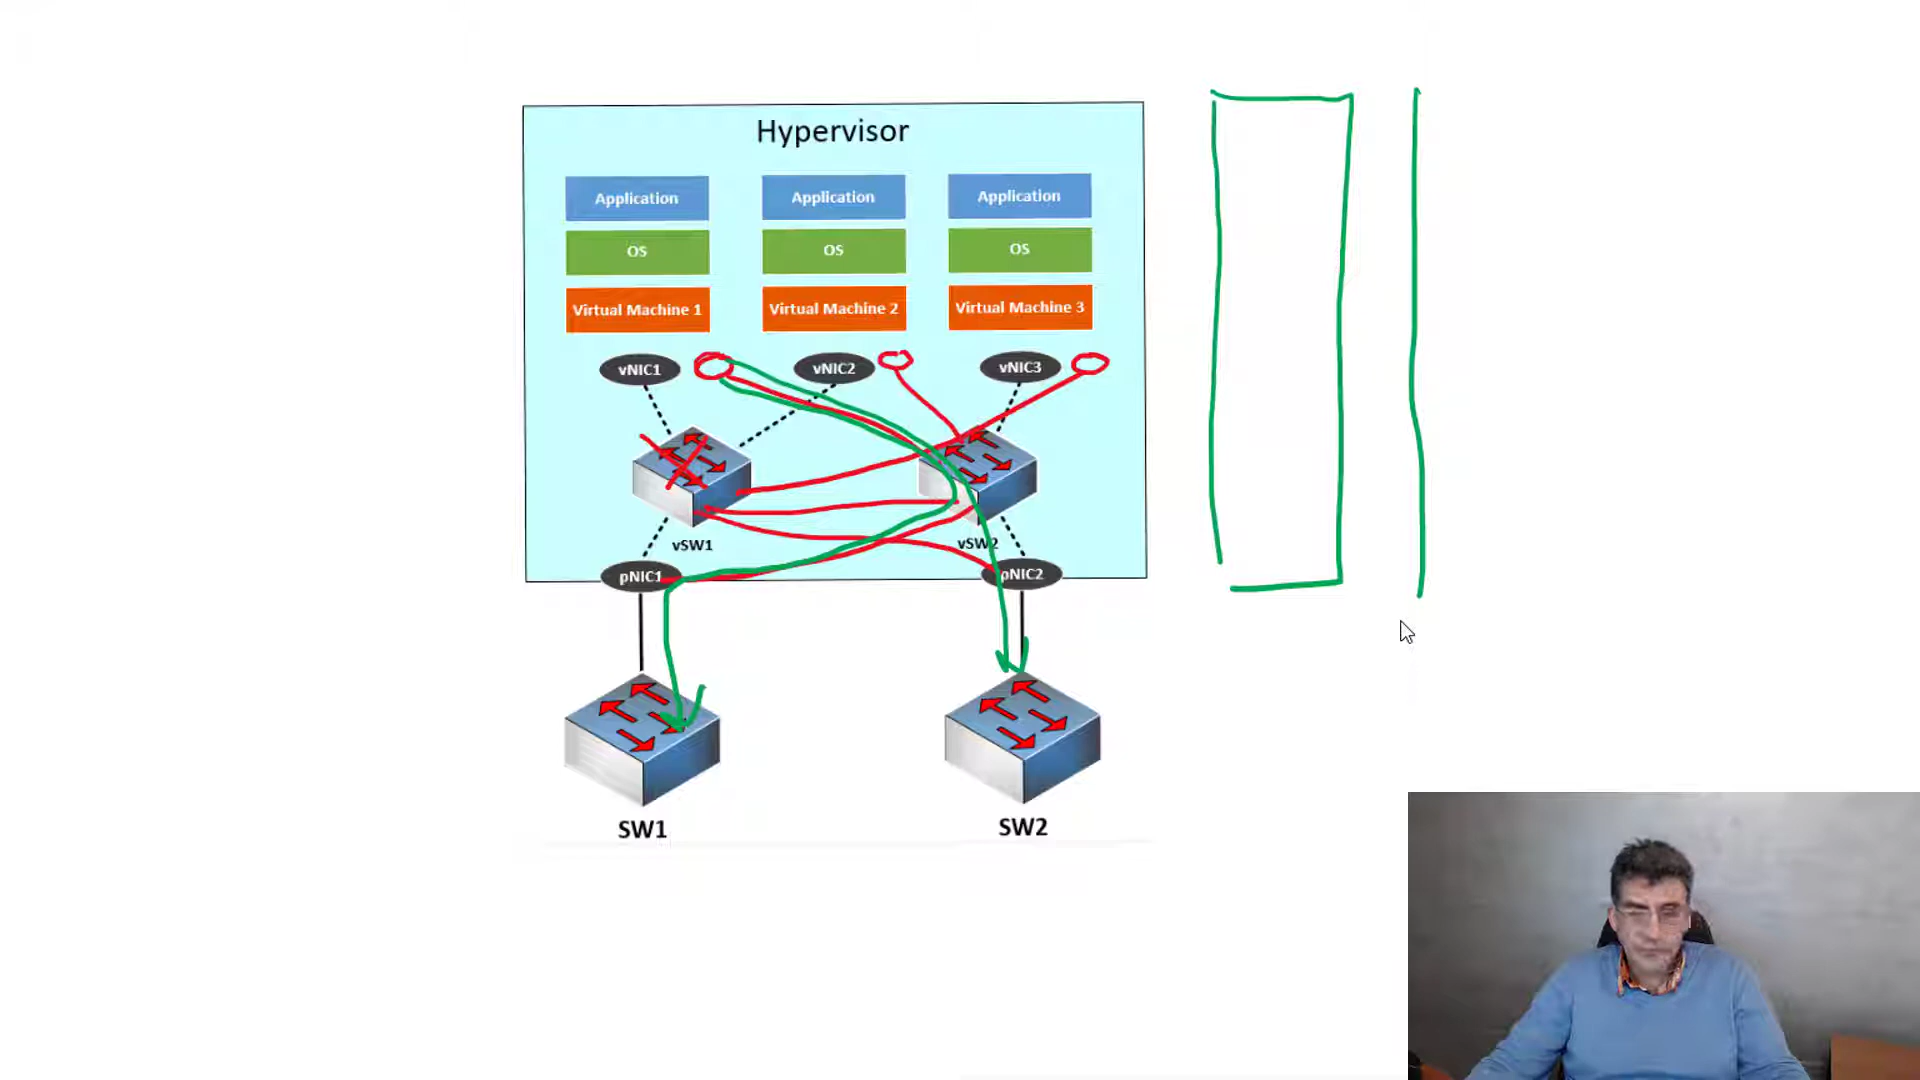 Hypervisor
Application Application Application
OS OS OS
Virtual Machine 1 Virtual Machine 2 Virtual Machine 3
vNIC1 vNIC2 vNIC3
vSW1 vSW2
pNIC1 pNIC2
SW1 SW2